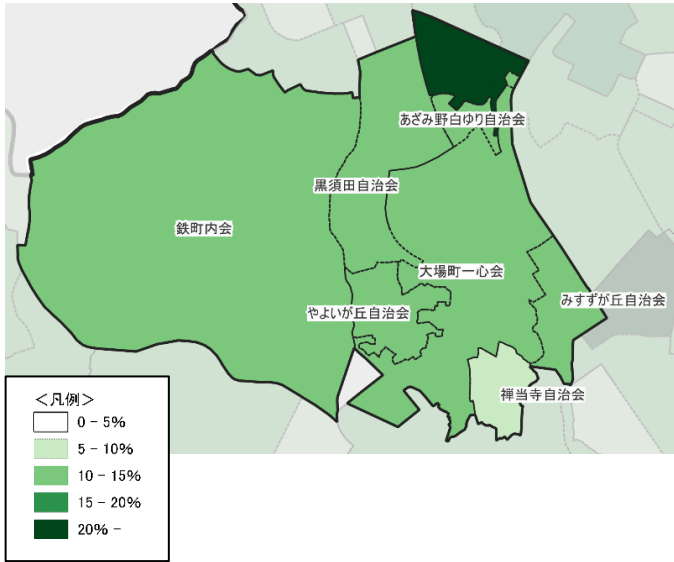 あざみ野白ゆり自治会
黒須田自治会
鉄町内会
大場町一心会
みすずが丘自治会
やよいが丘自治会
禅当寺自治会
＜凡例＞
0 - 5%
5 - 10%
10 - 15%
15 - 20%
20% -